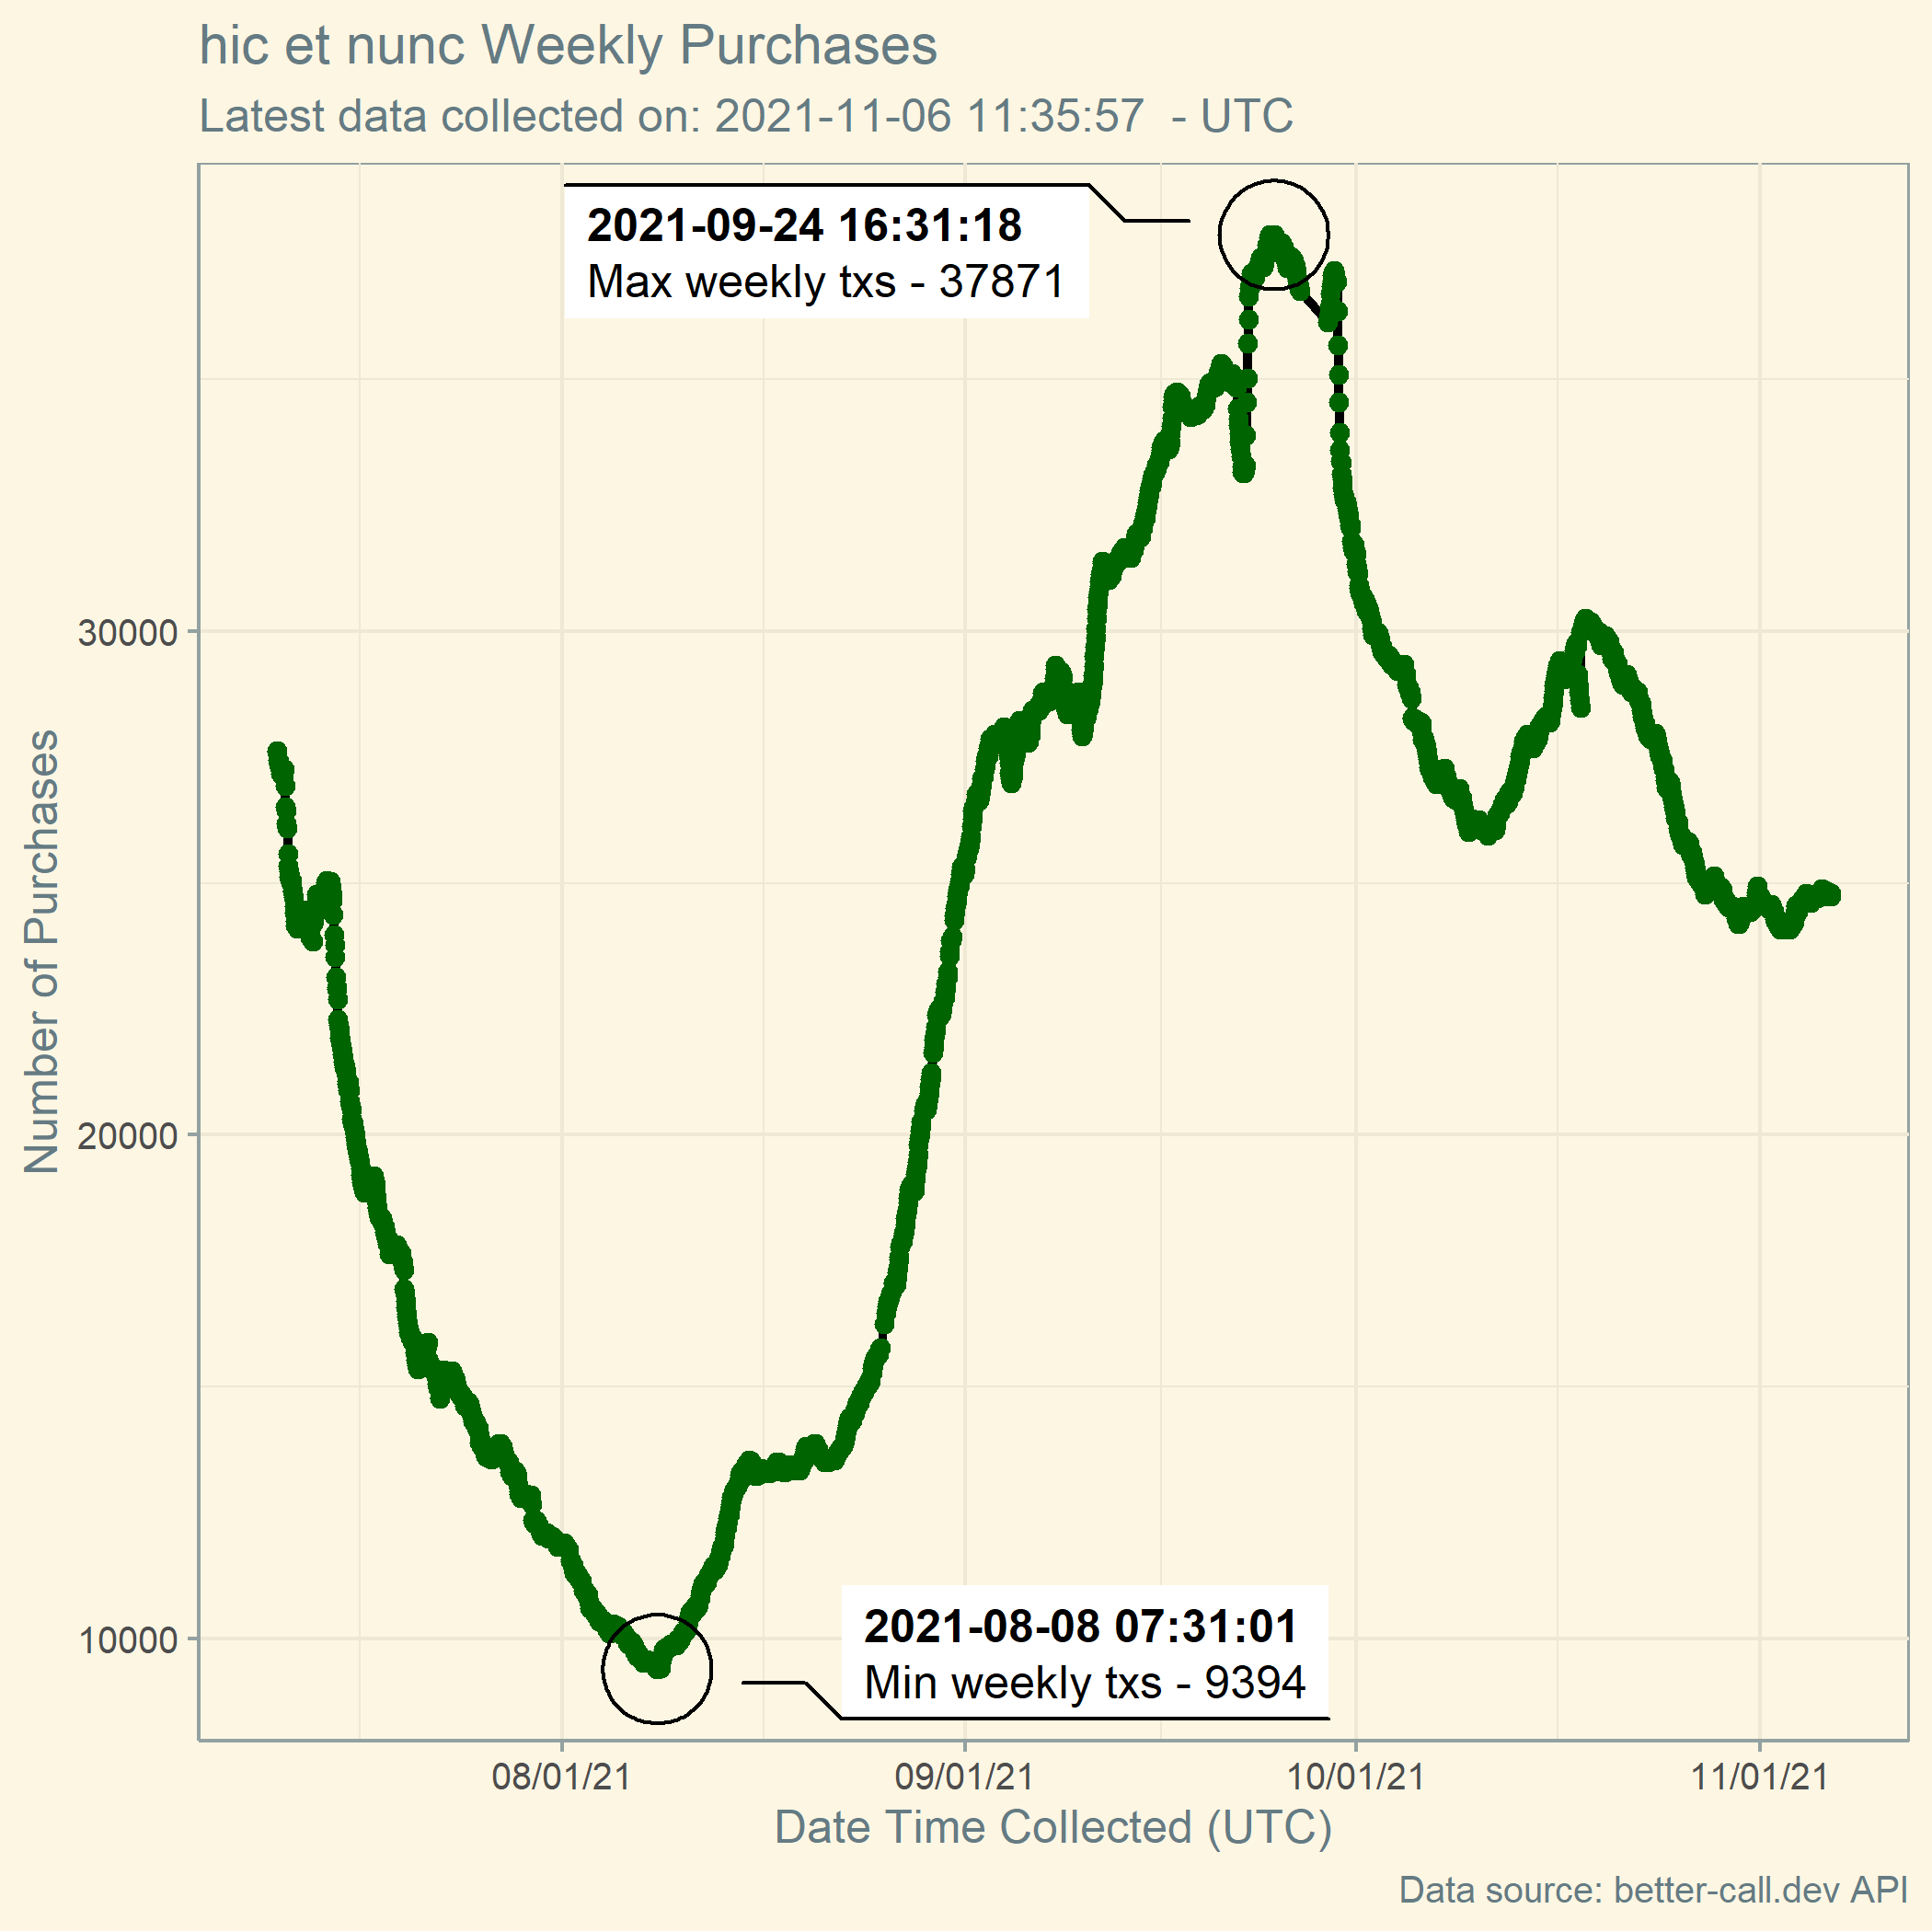 hic et nunc Weekly Purchases
Latest data collected on: 2021-11-06 11:35:57  - UTC
2021-09-24 16:31:18
Max weekly txs - 37871
Number of Purchases
30000
20000
10000
2021-08-08 07:31:01
Min weekly txs - 9394
08/01/21
09/01/21
10/01/21
11/01/21
Date Time Collected (UTC)
Data source: better-call.dev API